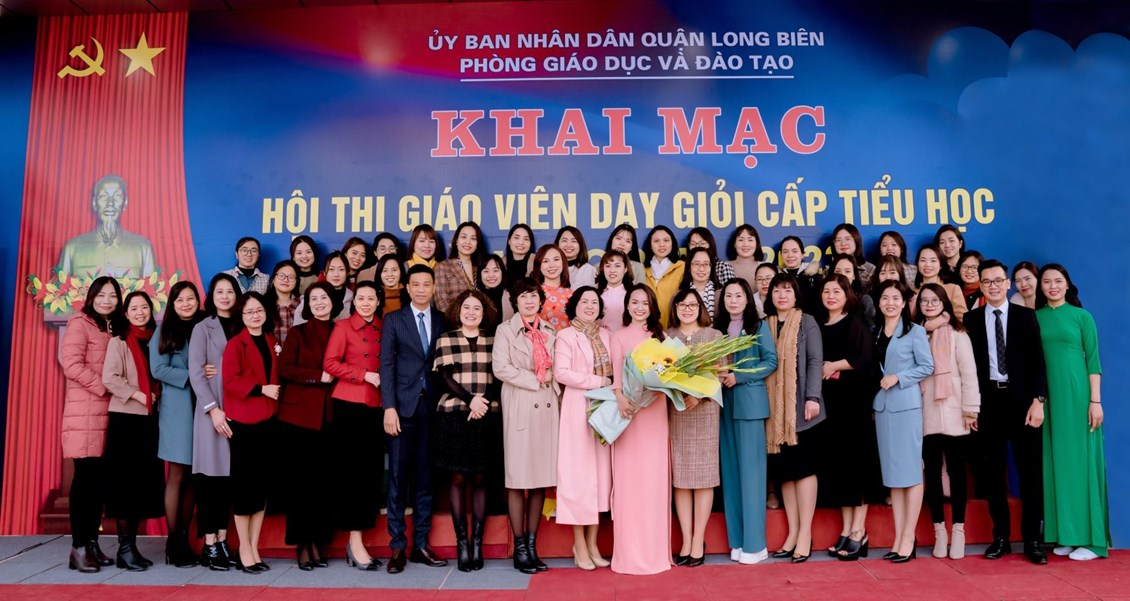 ỦY BAN NHÂN DÂN QUẬN LONG BIÊN
PHÒNG GIÁO DỤC VÀ ĐÀO TẠO
KHAI MẠC
HỘI THI GIÁO VIÊN DẠY GIỎI CẤP TIỂU HỌC